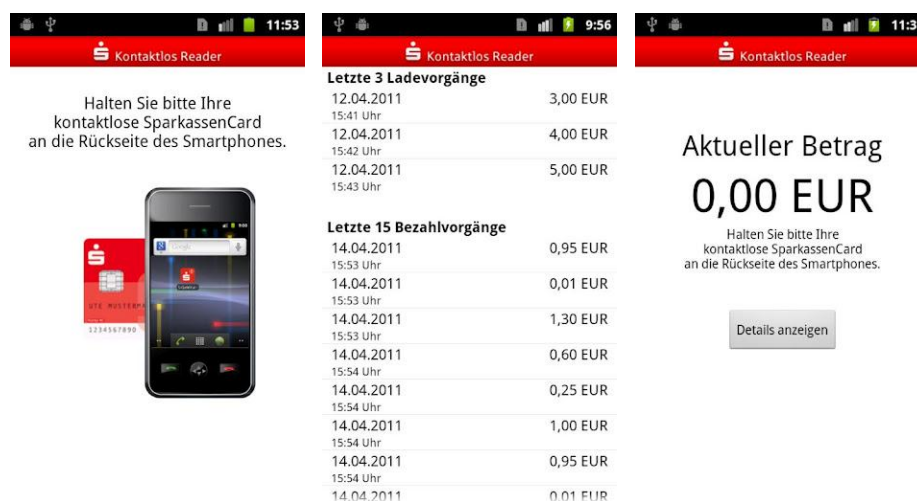 11:53
Kontaktlos Reader
Halten Sie bitte Ihre
kontaktlose SparkassenCard
an die Rückseite des Smartphones.
Google
1234567890
9:56
Kontaktlos Reader
Letzte 3 Ladevorgänge
12.04.2011 3,00 EUR
15:41 Uhr
12.04.2011 4,00 EUR
15:42 Uhr
12.04.2011 5,00 EUR
15:43 Uhr
Letzte 15 Bezahlvorgänge
14.04.2011 0,95 EUR
15:53 Uhr
14.04.2011 0,01 EUR
15:53 Uhr
14.04.2011 1,30 EUR
15:53 Uhr
14.04.2011 0,60 EUR
15:54 Uhr
14.04.2011 0,25 EUR
15:54 Uhr
14.04.2011 1,00 EUR
15:54 Uhr
14.04.2011 0,95 EUR
15:54 Uhr
14.04.2011 0,01 EUR
11:3
Kontaktlos Reader
Aktueller Betrag
0,00 EUR
Halten Sie bitte Ihre
kontaktlose SparkassenCard
an die Rückseite des Smartphones.
Details anzeigen